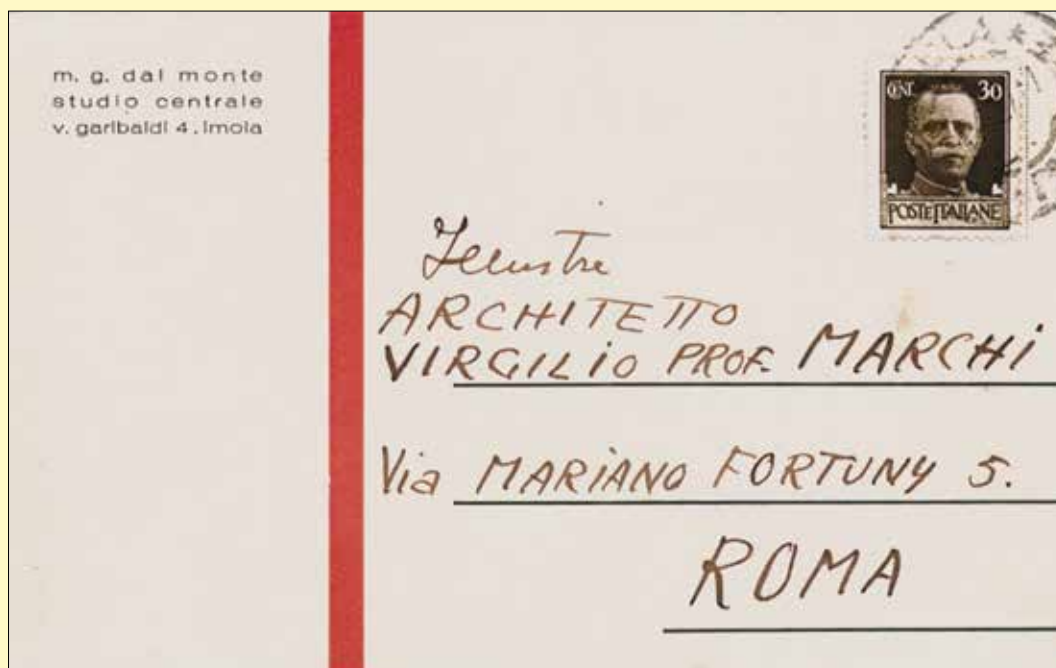 m. g. dal monte
studio centrale
v. garibaldi 4. imola
CENT 30
POSTE ITALIANE
Illustre
ARCHITETTO
VIRGILIO PROF. MARCHI
Via MARIANO FORTUNY 5.
ROMA